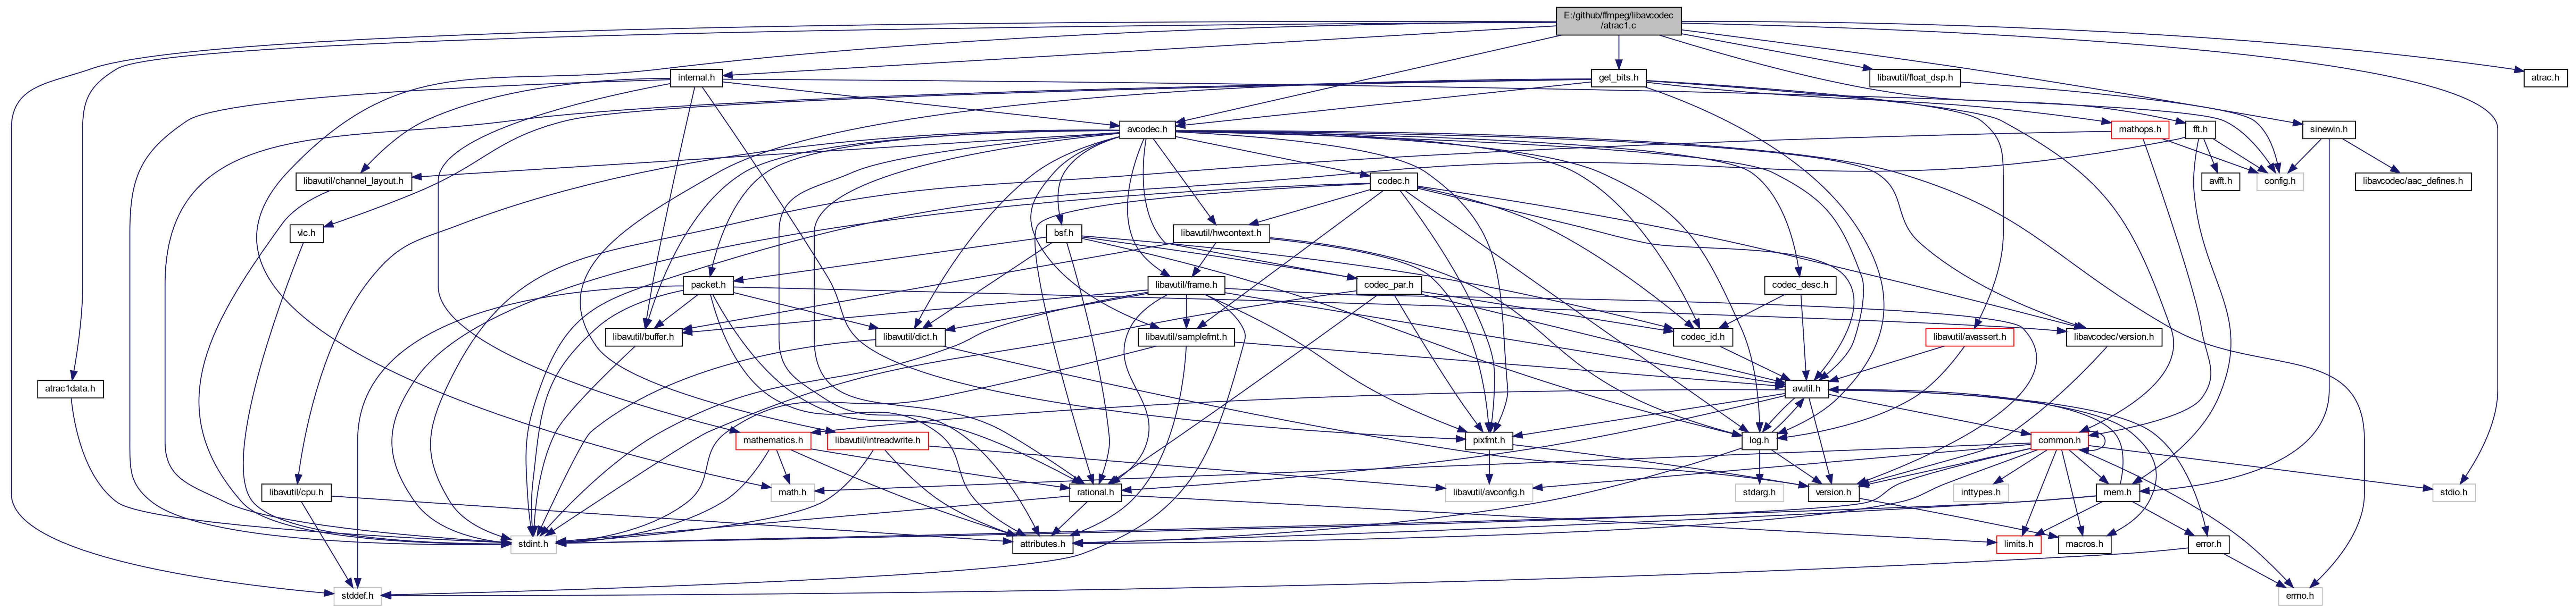 E:/github/ffmpeg/libavcodec
/atrac1.c
internal.h
get_bits.h
libavutil/float_dsp.h
atrac.h
avcodec.h
mathops.h
fft.h
sinewin.h
libavutil/channel_layout.h
codec.h
avfft.h
config.h
libavcodec/aac_defines.h
vlc.h
bsf.h
libavutil/hwcontext.h
packet.h
libavutil/frame.h
codec_par.h
codec_desc.h
libavutil/buffer.h
libavutil/dict.h
libavutil/samplefmt.h
codec_id.h
libavutil/avassert.h
libavcodec/version.h
atrac1data.h
avutil.h
mathematics.h
libavutil/intreadwrite.h
pixfmt.h
log.h
common.h
libavutil/cpu.h
math.h
rational.h
libavutil/avconfig.h
stdarg.h
version.h
inttypes.h
mem.h
stdio.h
stdint.h
attributes.h
limits.h
macros.h
error.h
stddef.h
errno.h